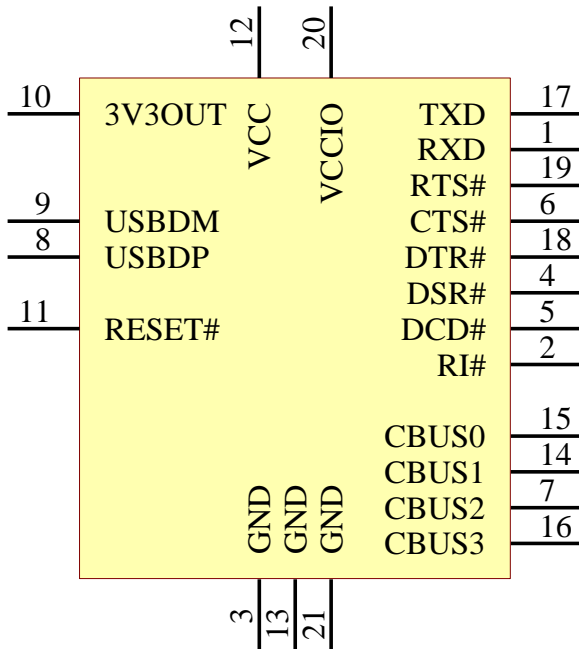 12 20
10 3V3OUT VCC VCCIO TXD 17
RXD 1
RTS# 19
9 USBDM CTS# 6
8 USBDP DTR# 18
DSR# 4
11 RESET# DCD# 5
RI# 2
CBUS0 15
CBUS1 14
GND GND GND CBUS2 7
CBUS3 16
3 13 21